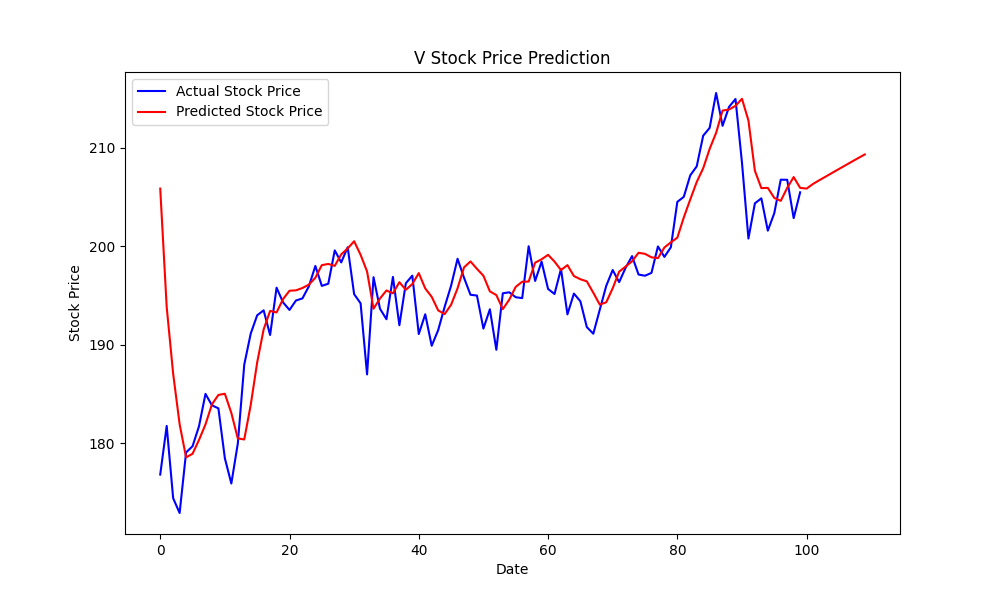 V Stock Price Prediction
Actual Stock Price
Predicted Stock Price
Stock Price
210
200
190
180
0 20 40 60 80 100
Date